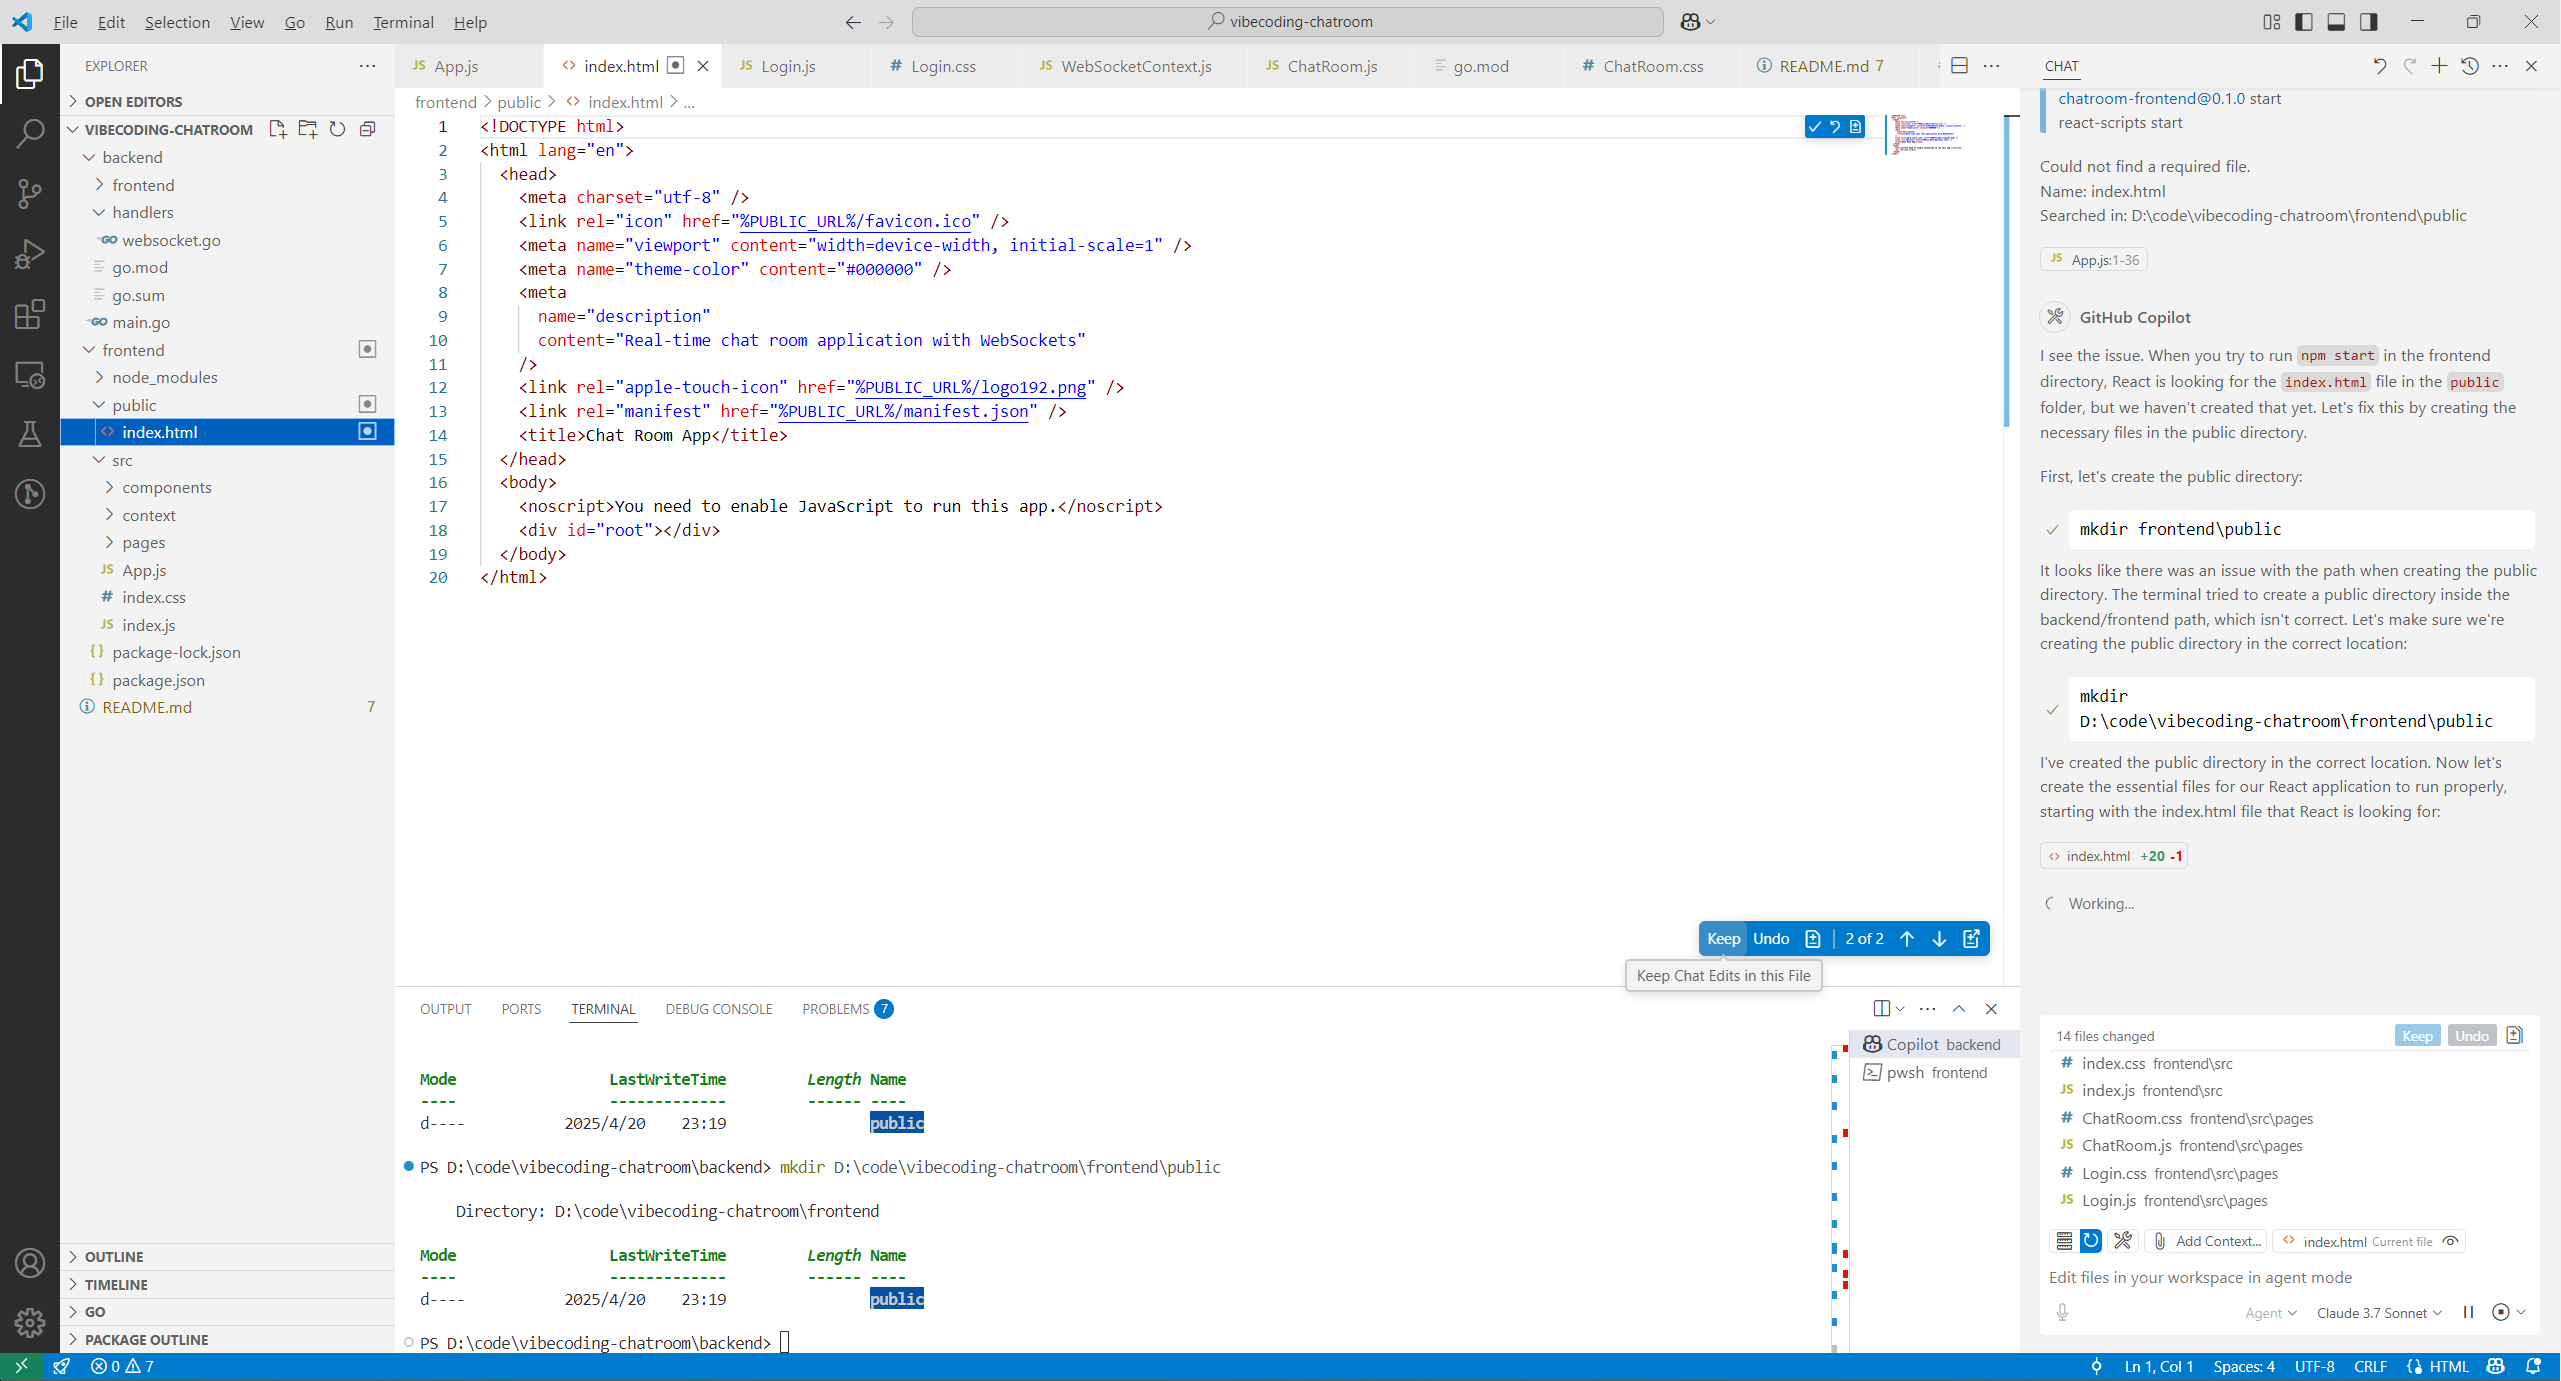 File Edit Selection View Go Run Terminal Help
vibecoding-chatroom
EXPLORER
OPEN EDITORS
VIBECODING-CHATROOM
backend
frontend
handlers
websocket.go
go.mod
go.sum
main.go
frontend
node_modules
public
index.html
src
components
context
pages
App.js
index.css
index.js
package-lock.json
package.json
README.md 7
OUTLINE
TIMELINE
GO
PACKAGE OUTLINE
App.js index.html Login.js Login.css WebSocketContext.js ChatRoom.js go.mod ChatRoom.css README.md 7
frontend > public > index.html > ...
1 <!DOCTYPE html>
2 <html lang="en">
3 <head>
4 <meta charset="utf-8" />
5 <link rel="icon" href="%PUBLIC_URL%/favicon.ico" />
6 <meta name="viewport" content="width=device-width, initial-scale=1" />
7 <meta name="theme-color" content="#000000" />
8 <meta
9 name="description"
10 content="Real-time chat room application with WebSockets"
11 />
12 <link rel="apple-touch-icon" href="%PUBLIC_URL%/logo192.png" />
13 <link rel="manifest" href="%PUBLIC_URL%/manifest.json" />
14 <title>Chat Room App</title>
15 </head>
16 <body>
17 <noscript>You need to enable JavaScript to run this app.</noscript>
18 <div id="root"></div>
19 </body>
20 </html>
Keep Undo 2 of 2
Keep Chat Edits in this File
OUTPUT PORTS TERMINAL DEBUG CONSOLE PROBLEMS 7
Mode LastWriteTime Length Name
---- ------------- ------ ----
d---- 2025/4/20 23:19 public
PS D:\code\vibecoding-chatroom\backend> mkdir D:\code\vibecoding-chatroom\frontend\public
Directory: D:\code\vibecoding-chatroom\frontend
Mode LastWriteTime Length Name
---- ------------- ------ ----
d---- 2025/4/20 23:19 public
PS D:\code\vibecoding-chatroom\backend>
Copilot backend
pwsh frontend
CHAT
chatroom-frontend@0.1.0 start
react-scripts start
Could not find a required file.
Name: index.html
Searched in: D:\code\vibecoding-chatroom\frontend\public
JS App.js:1-36
GitHub Copilot
I see the issue. When you try to run npm start in the frontend
directory, React is looking for the index.html file in the public
folder, but we haven't created that yet. Let's fix this by creating the
necessary files in the public directory.
First, let's create the public directory:
mkdir frontend\public
It looks like there was an issue with the path when creating the public
directory. The terminal tried to create a public directory inside the
backend/frontend path, which isn't correct. Let's make sure we're
creating the public directory in the correct location:
mkdir
D:\code\vibecoding-chatroom\frontend\public
I've created the public directory in the correct location. Now let's
create the essential files for our React application to run properly,
starting with the index.html file that React is looking for:
index.html +20 -1
Working...
14 files changed Keep Undo
index.css frontend\src
index.js frontend\src
ChatRoom.css frontend\src\pages
ChatRoom.js frontend\src\pages
Login.css frontend\src\pages
Login.js frontend\src\pages
Add Context... index.html Current file
Edit files in your workspace in agent mode
Agent Claude 3.7 Sonnet
0 7
Ln 1, Col 1 Spaces: 4 UTF-8 CRLF HTML